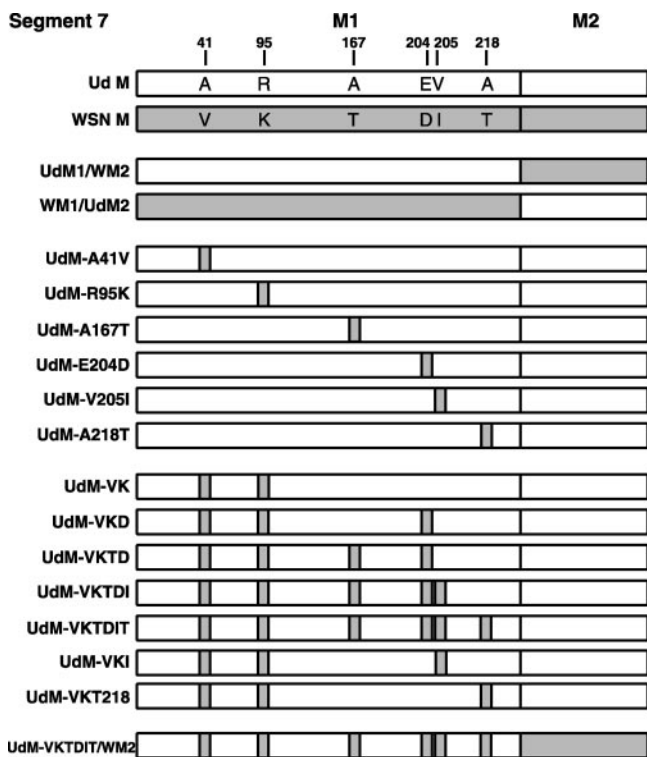 Segment 7 M1 M2
41 95 167 204 205 218
Ud M A R A E V A
WSN M V K T D I T
UdM1/WM2
WM1/UdM2
UdM-A41V
UdM-R95K
UdM-A167T
UdM-E204D
UdM-V205I
UdM-A218T
UdM-VK
UdM-VKD
UdM-VKTD
UdM-VKTDI
UdM-VKTDIT
UdM-VKI
UdM-VKT218
UdM-VKTDIT/WM2